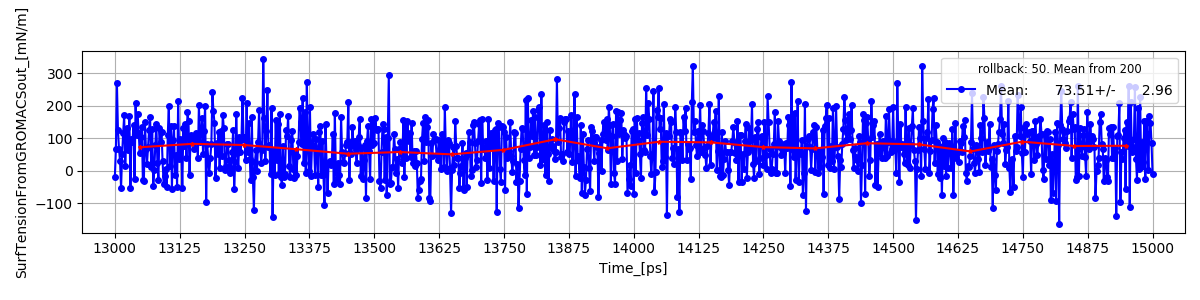 SurfTensionFromGROMACSout_[mN/m]
300
200
100
0
−100
rollback: 50. Mean from 200
Mean: 73.51+/- 2.96
13000 13125 13250 13375 13500 13625 13750 13875 14000 14125 14250 14375 14500 14625 14750 14875 15000
Time_[ps]